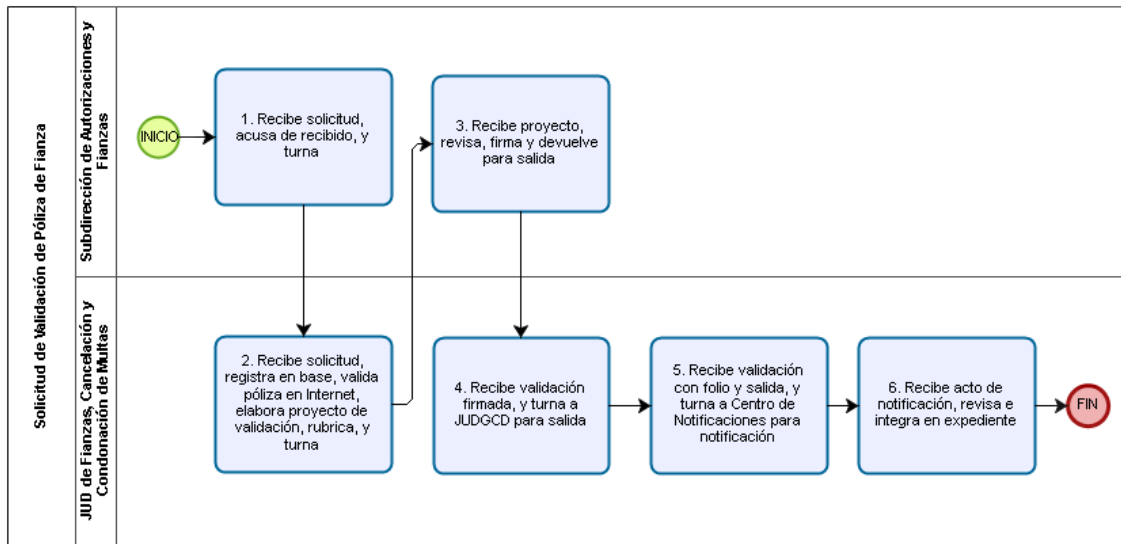 Solicitud de Validación de Póliza de Fianza
Subdirección de Autorizaciones y
Fianzas
INICIO
1. Recibe solicitud,
acusa de recibido, y
turna
3. Recibe proyecto,
revisa, firma y devuelve
para salida
JUD de Fianzas, Cancelación y
Condonación de Multas
2. Recibe solicitud,
registra en base, valida
póliza en Internet,
elabora proyecto de
validación, rubrica, y
turna
4. Recibe validación
firmada, y turna a
JUDGCD para salida
5. Recibe validación
con folio y salida, y
turna a Centro de
Notificaciones para
notificación
6. Recibe acto de
notificación, revisa e
integra en expediente
FIN